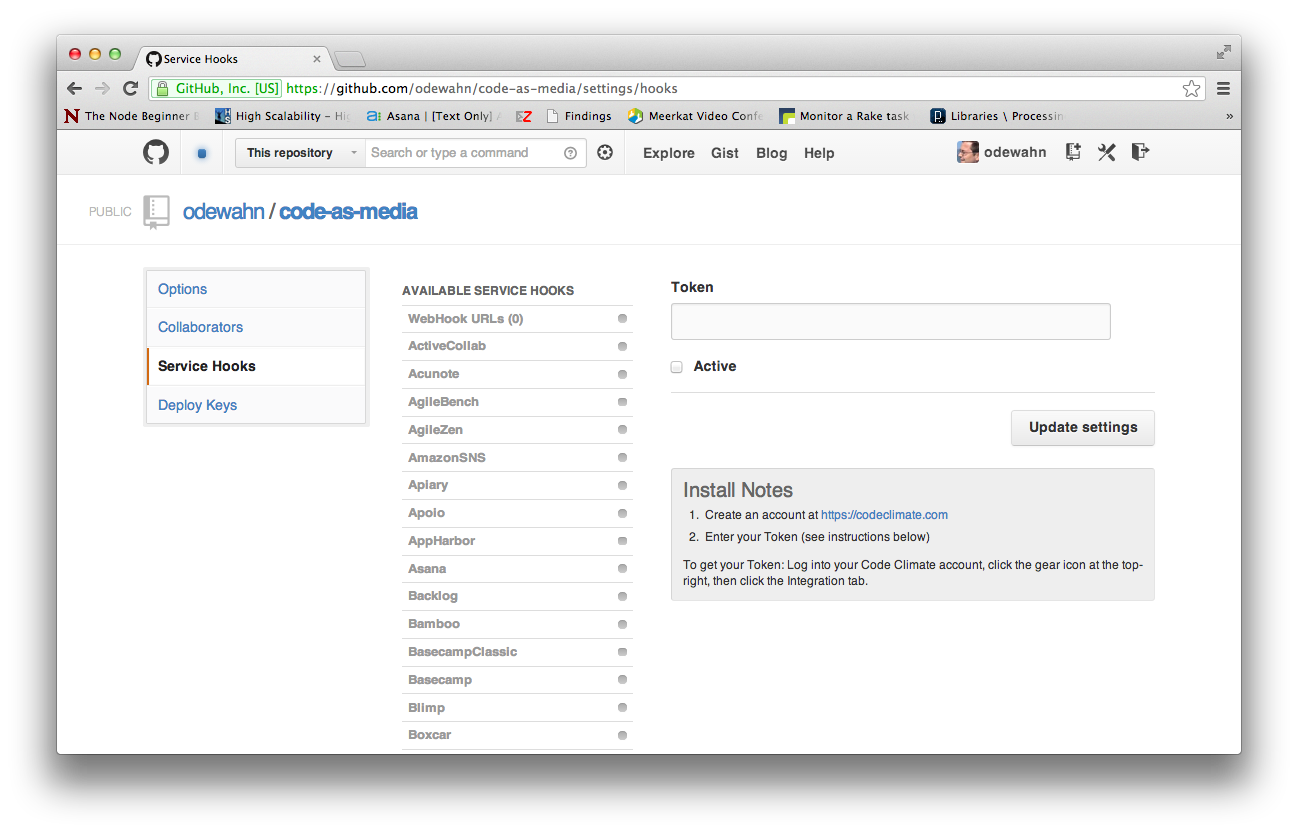 Service Hooks
GitHub, Inc. [US] https://github.com/odewahn/code-as-media/settings/hooks
The Node Beginner
High Scalability – Hig
Asana | [Text Only]
EZ
Findings
Meerkat Video Confe
Monitor a Rake task
Libraries \ Processin
»
This repository
Search or type a command
Explore
Gist
Blog
Help
odewahn
PUBLIC
odewahn / code-as-media
Options
Collaborators
Service Hooks
Deploy Keys
AVAILABLE SERVICE HOOKS
WebHook URLs (0)
ActiveCollab
Acunote
AgileBench
AgileZen
AmazonSNS
Apiary
Apoio
AppHarbor
Asana
Backlog
Bamboo
BasecampClassic
Basecamp
Blimp
Boxcar
Token
Active
Update settings
Install Notes
1. Create an account at https://codeclimate.com
2. Enter your Token (see instructions below)
To get your Token: Log into your Code Climate account, click the gear icon at the top-
right, then click the Integration tab.